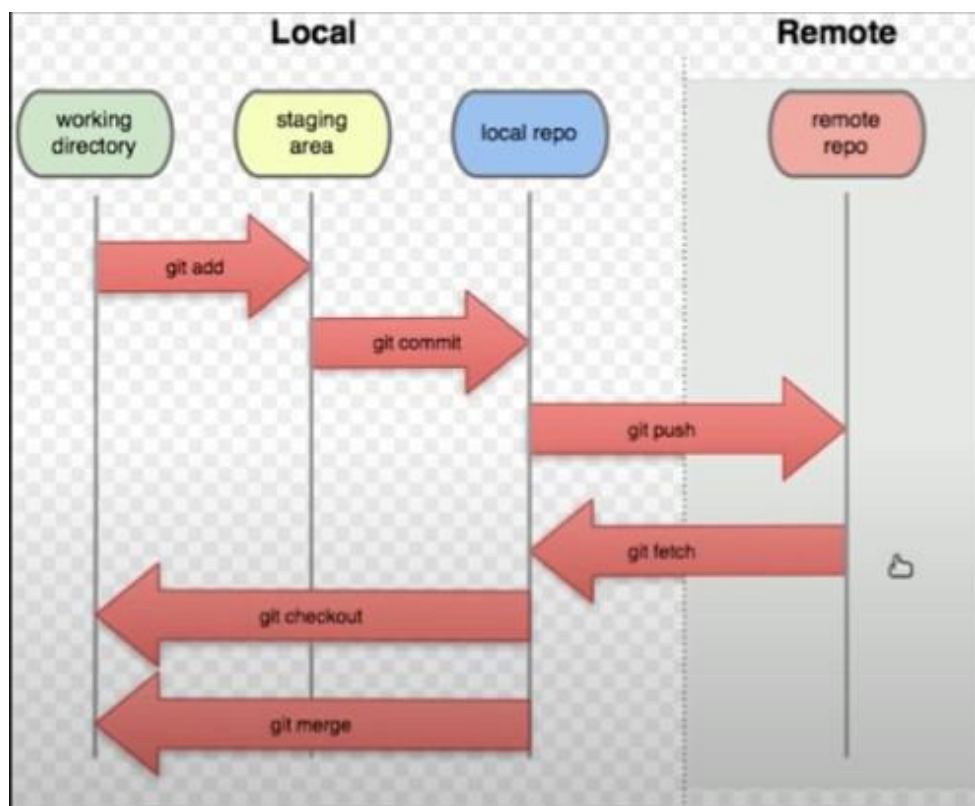 Local
Remote
working
directory
staging
area
local repo
remote
repo
git add
git commit
git push
git fetch
git checkout
git merge